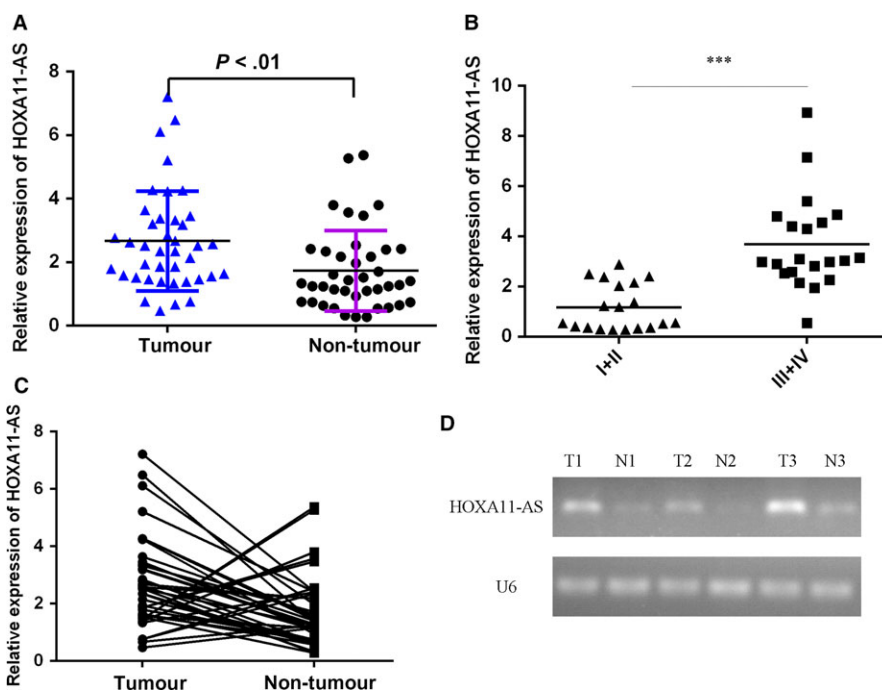 A
P < .01
Relative expression of HOXA11-AS
8
6
4
2
0
Tumour
Non-tumour
B
***
Relative expression of HOXA11-AS
10
8
6
4
2
0
I+II
III+IV
C
Relative expression of HOXA11-AS
8
6
4
2
0
Tumour
Non-tumour
D
T1 N1 T2 N2 T3 N3
HOXA11-AS
U6